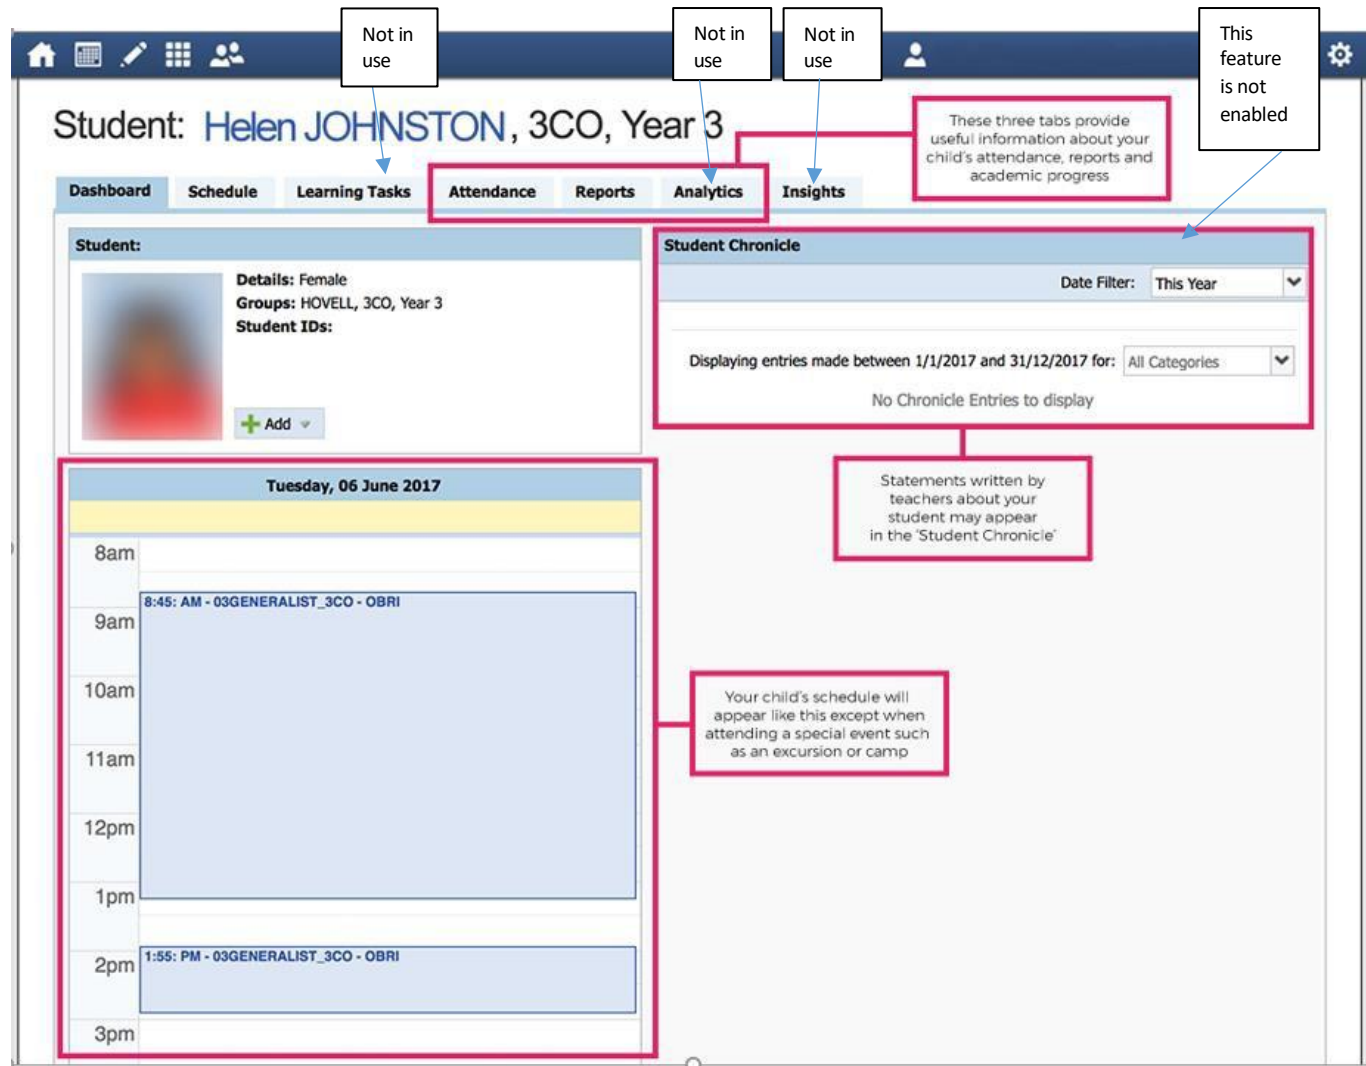 Not in
use
Not in
use
Not in
use
This
feature
is not
enabled
Student: Helen JOHNSTON, 3CO, Year 3
These three tabs provide
useful information about your
child's attendance, reports and
academic progress
Dashboard Schedule Learning Tasks Attendance Reports Analytics Insights
Student:
Details: Female
Groups: HOVELL, 3CO, Year 3
Student IDs:
Add
Student Chronicle
Date Filter: This Year
Displaying entries made between 1/1/2017 and 31/12/2017 for: All Categories
No Chronicle Entries to display
Statements written by
teachers about your
student may appear
in the 'Student Chronicle'
Tuesday, 06 June 2017
8am
8:45: AM - 03GENERALIST_3CO - OBRI
9am
10am
11am
12pm
1pm
1:55: PM - 03GENERALIST_3CO - OBRI
2pm
3pm
Your child's schedule will
appear like this except when
attending a special event such
as an excursion or camp